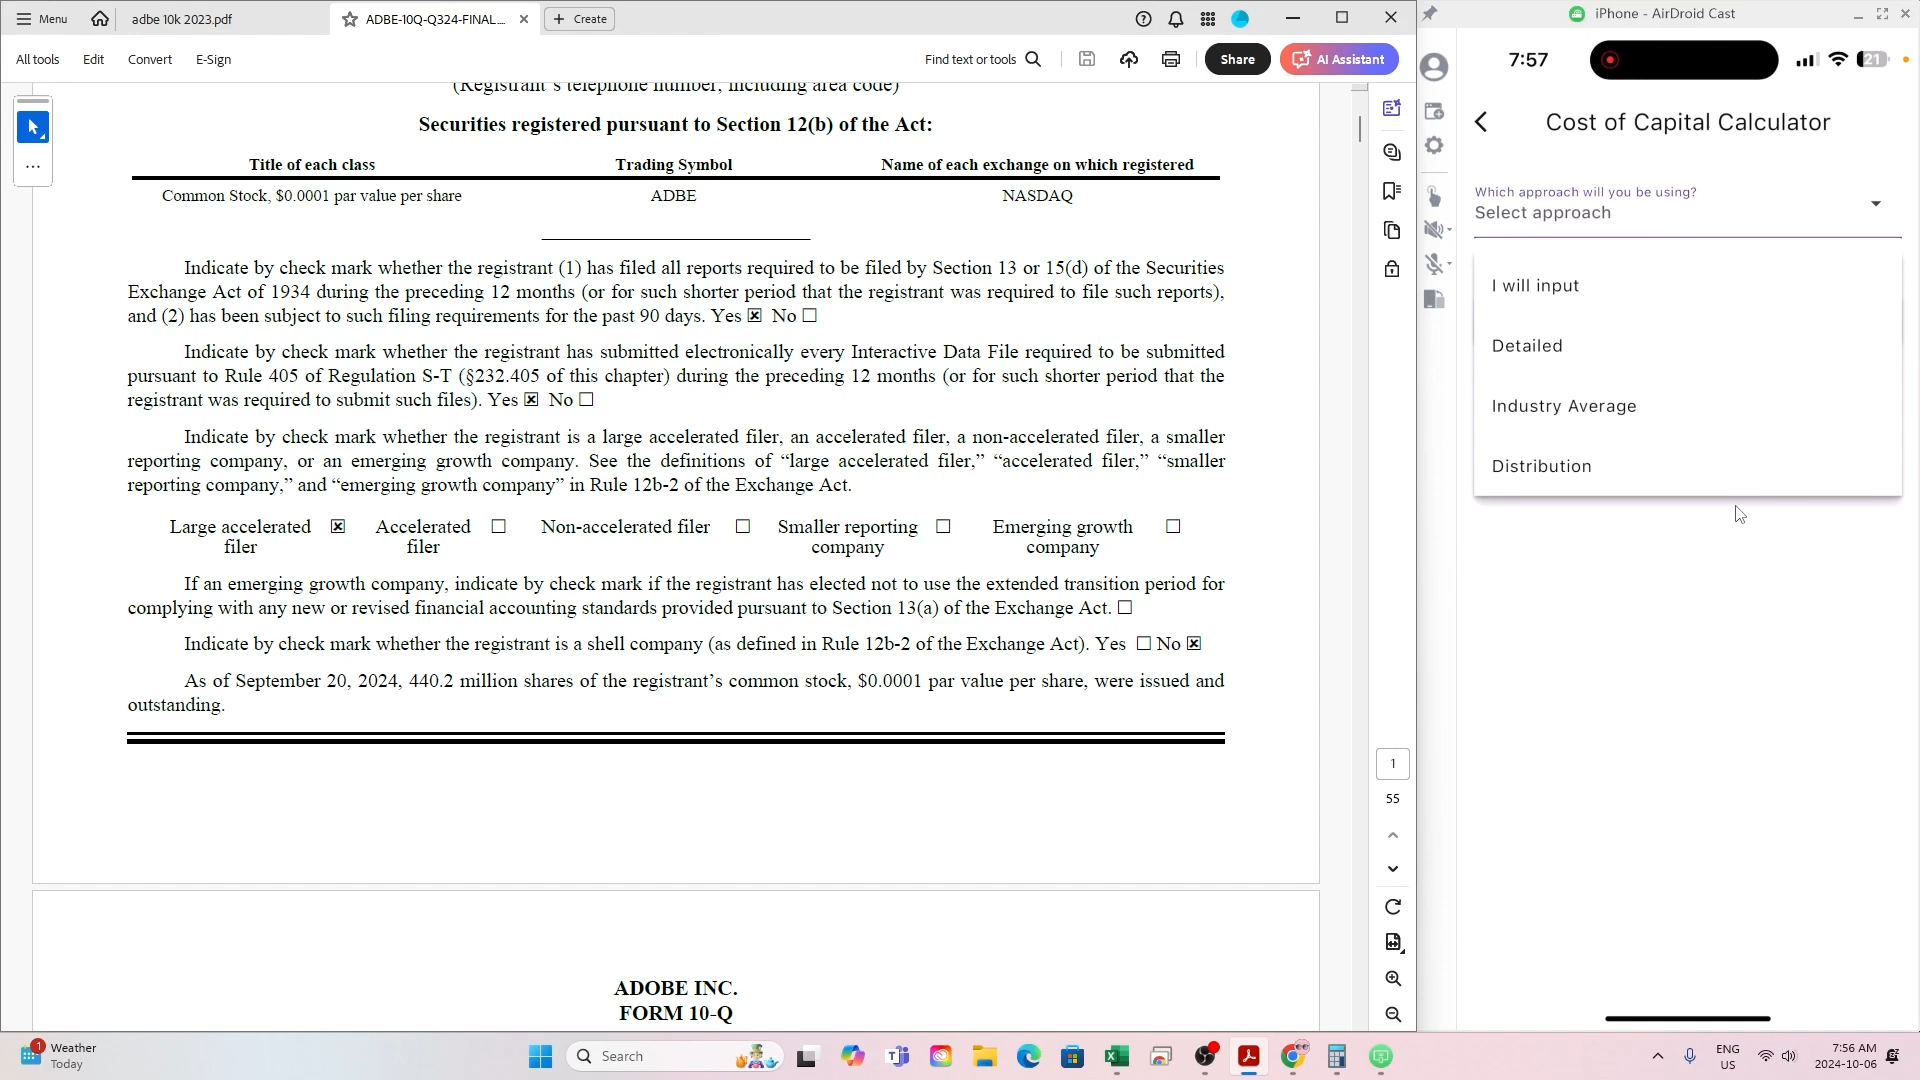 Menu
adbe 10k 2023.pdf
ADBE-10Q-Q324-FINAL....
Create
All tools
Edit
Convert
E-Sign
Find text or tools
Share
AI Assistant
(Registrant's telephone number, including area code)
Securities registered pursuant to Section 12(b) of the Act:
Title of each class Trading Symbol Name of each exchange on which registered
Common Stock, $0.0001 par value per share ADBE NASDAQ
Indicate by check mark whether the registrant (1) has filed all reports required to be filed by Section 13 or 15(d) of the Securities
Exchange Act of 1934 during the preceding 12 months (or for such shorter period that the registrant was required to file such reports),
and (2) has been subject to such filing requirements for the past 90 days. Yes ☒ No ☐
Indicate by check mark whether the registrant has submitted electronically every Interactive Data File required to be submitted
pursuant to Rule 405 of Regulation S-T (§232.405 of this chapter) during the preceding 12 months (or for such shorter period that the
registrant was required to submit such files). Yes ☒ No ☐
Indicate by check mark whether the registrant is a large accelerated filer, an accelerated filer, a non-accelerated filer, a smaller
reporting company, or an emerging growth company. See the definitions of “large accelerated filer,” “accelerated filer,” “smaller
reporting company,” and “emerging growth company” in Rule 12b-2 of the Exchange Act.
Large accelerated ☒ Accelerated ☐ Non-accelerated filer ☐ Smaller reporting ☐ Emerging growth ☐
filer filer company company
If an emerging growth company, indicate by check mark if the registrant has elected not to use the extended transition period for
complying with any new or revised financial accounting standards provided pursuant to Section 13(a) of the Exchange Act. ☐
Indicate by check mark whether the registrant is a shell company (as defined in Rule 12b-2 of the Exchange Act). Yes ☐ No ☒
As of September 20, 2024, 440.2 million shares of the registrant’s common stock, $0.0001 par value per share, were issued and
outstanding.
ADOBE INC.
FORM 10-Q
1
55
iPhone - AirDroid Cast
7:57
21
Cost of Capital Calculator
Which approach will you be using?
Select approach
I will input
Detailed
Industry Average
Distribution
1
Weather
Today
Search
ENG
US
7:56 AM
2024-10-06